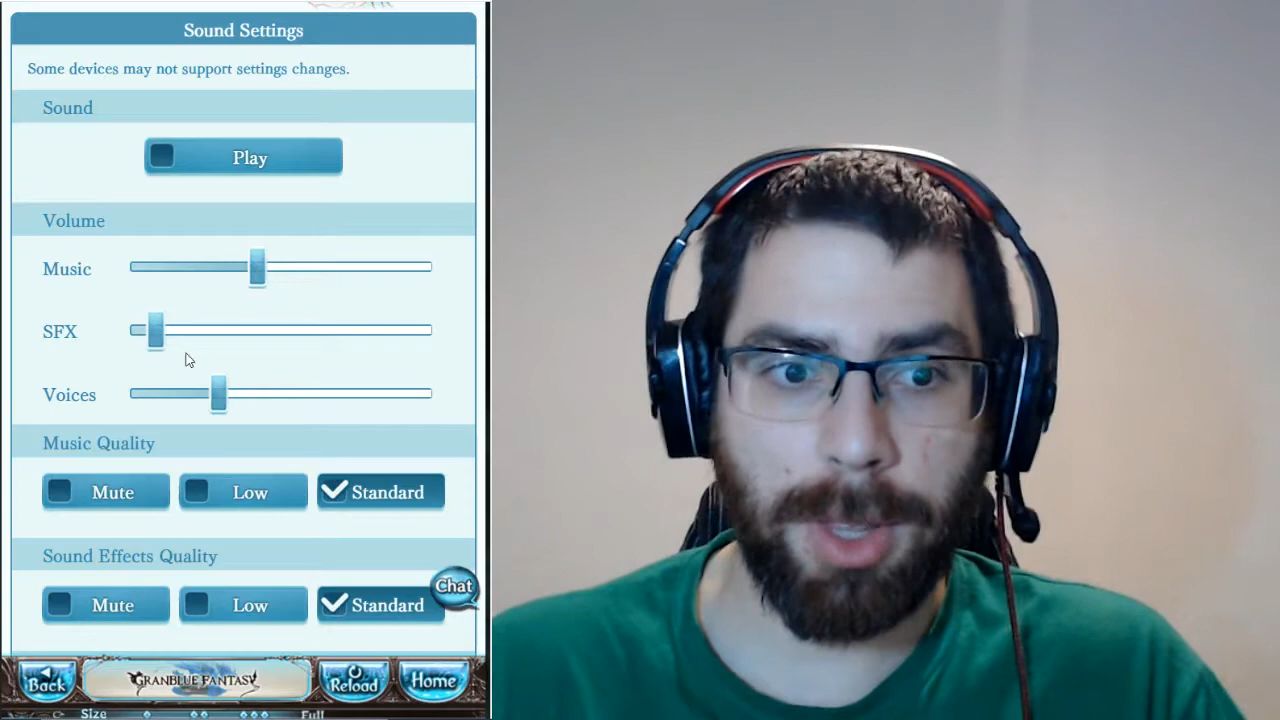 Sound Settings
Some devices may not support settings changes.
Sound
Play
Volume
Music
SFX
Voices
Music Quality
Mute Low Standard
Sound Effects Quality
Mute Low Standard
Chat
Back GRANBLUE FANTASY Reload Home
Size Full